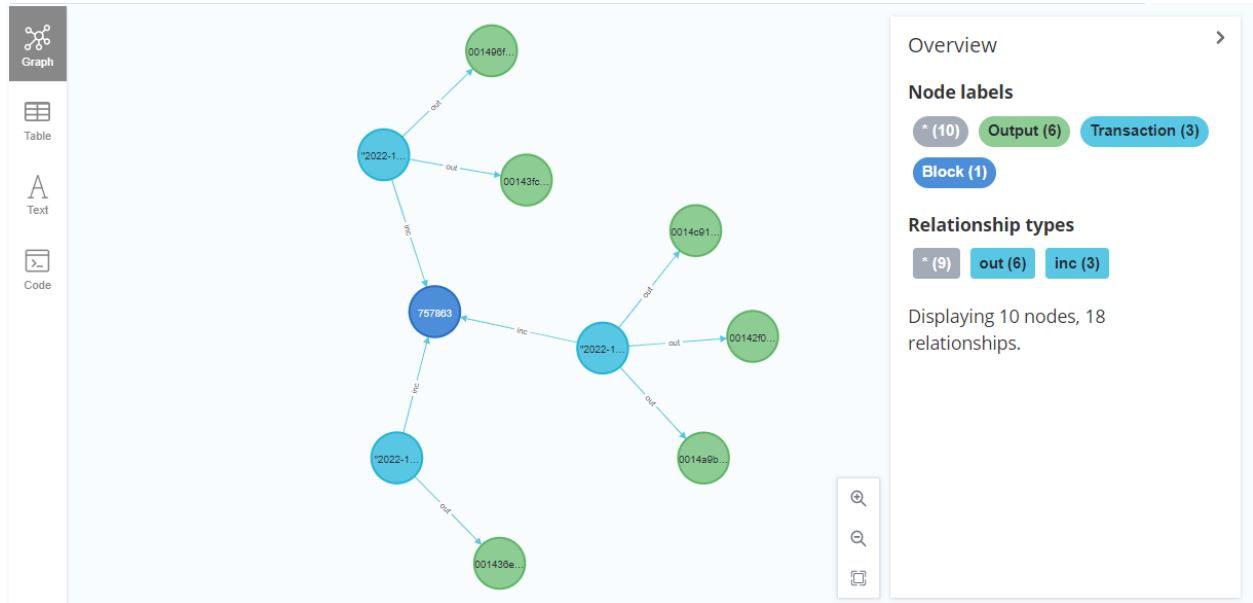 Graph
Table
Text
Code
001496f...
out
"2022-1...
out
00143fc...
inc
0014c91...
out
757863
inc
"2022-1...
out
00142f0...
out
inc
0014a9b...
"2022-1...
out
001436e...
Overview
Node labels
* (10) Output (6) Transaction (3)
Block (1)
Relationship types
* (9) out (6) inc (3)
Displaying 10 nodes, 18
relationships.